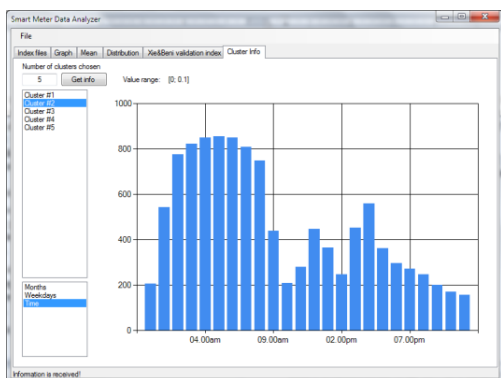 Smart Meter Data Analyzer
File
Index files Graph Mean Distribution Xie&Beni validation index Cluster Info
Number of clusters chosen
5 Get info Value range: [0; 0.1]
Cluster #1
Cluster #2
Cluster #3
Cluster #4
Cluster #5
Months
Weekdays
Time
1000
800
600
400
200
0
04.00am 09.00am 02.00pm 07.00pm
Information is received!